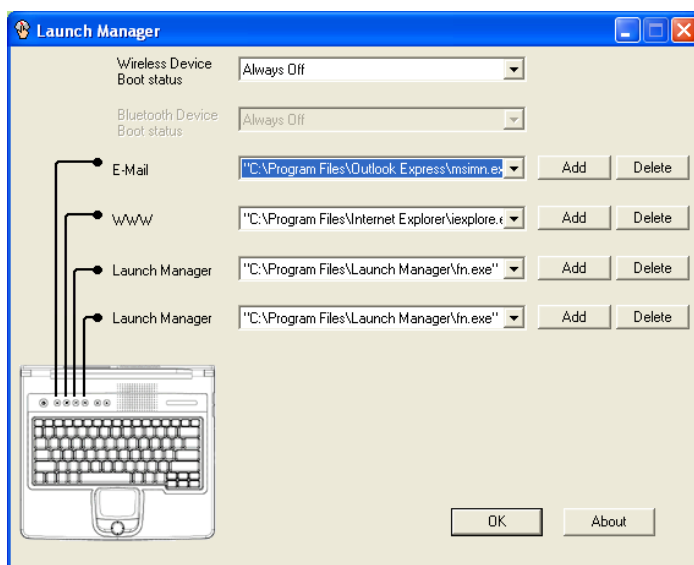 Launch Manager
Wireless Device
Boot status
Always Off
Bluetooth Device
Boot status
Always Off
E-Mail
"C:\Program Files\Outlook Express\msimn.ex
Add
Delete
WWW
"C:\Program Files\Internet Explorer\iexplore.e
Add
Delete
Launch Manager
"C:\Program Files\Launch Manager\fn.exe"
Add
Delete
Launch Manager
"C:\Program Files\Launch Manager\fn.exe"
Add
Delete
OK
About